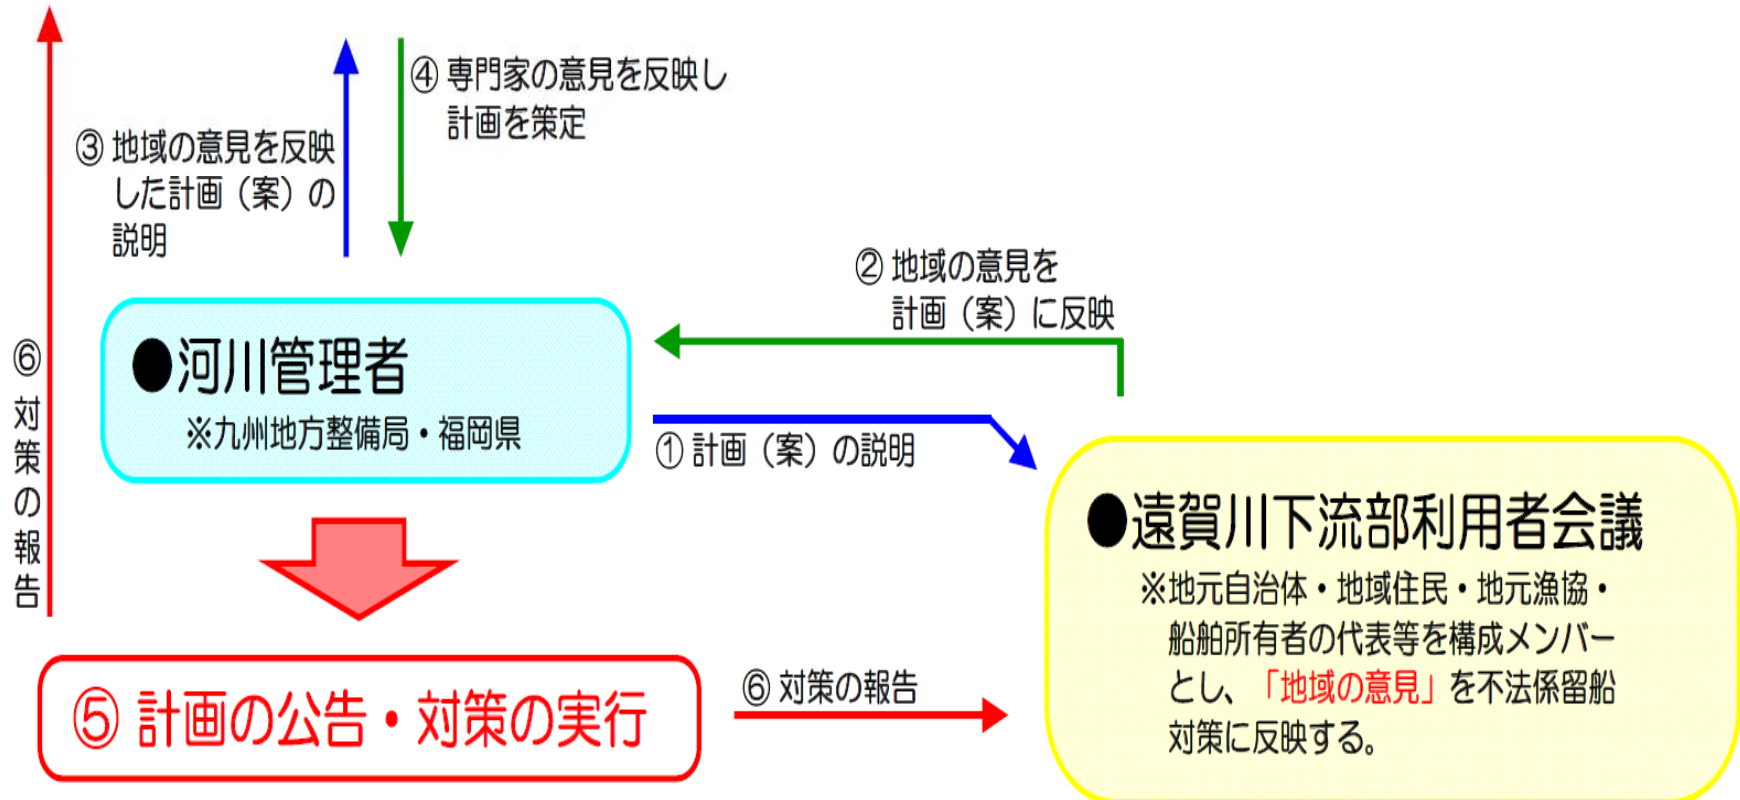 ④ 専門家の意見を反映し
計画を策定
③ 地域の意見を反映
した計画（案）の
説明
② 地域の意見を
計画（案）に反映
●河川管理者
※九州地方整備局・福岡県
① 計画（案）の説明
⑥対策の報告
●遠賀川下流部利用者会議
※地元自治体・地域住民・地元漁協・
船舶所有者の代表等を構成メンバー
とし、「地域の意見」を不法係留船
対策に反映する。
⑤ 計画の公告・対策の実行
⑥ 対策の報告